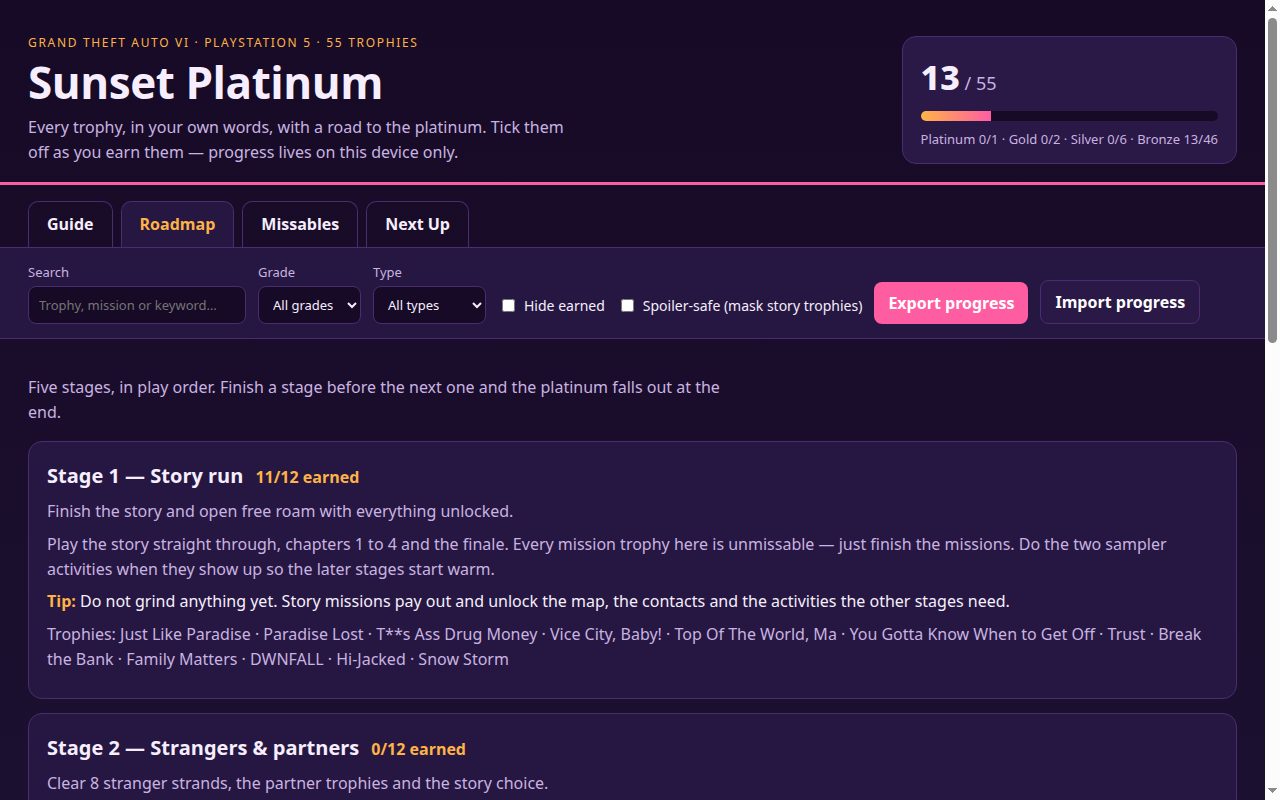 GRAND THEFT AUTO VI · PLAYSTATION 5 · 55 TROPHIES
Sunset Platinum
Every trophy, in your own words, with a road to the platinum. Tick them
off as you earn them — progress lives on this device only.
13 / 55
Platinum 0/1 · Gold 0/2 · Silver 0/6 · Bronze 13/46
Guide
Roadmap
Missables
Next Up
Search
Grade
Type
Trophy, mission or keyword...
All grades
All types
Hide earned
Spoiler-safe (mask story trophies)
Export progress
Import progress
Five stages, in play order. Finish a stage before the next one and the platinum falls out at the
end.
Stage 1 — Story run 11/12 earned
Finish the story and open free roam with everything unlocked.
Play the story straight through, chapters 1 to 4 and the finale. Every mission trophy here is unmissable — just finish the missions. Do the two sampler
activities when they show up so the later stages start warm.
Tip: Do not grind anything yet. Story missions pay out and unlock the map, the contacts and the activities the other stages need.
Trophies: Just Like Paradise · Paradise Lost · T**s Ass Drug Money · Vice City, Baby! · Top Of The World, Ma · You Gotta Know When to Get Off · Trust · Break
the Bank · Family Matters · DWNFALL · Hi-Jacked · Snow Storm
Stage 2 — Strangers & partners 0/12 earned
Clear 8 stranger strands, the partner trophies and the story choice.